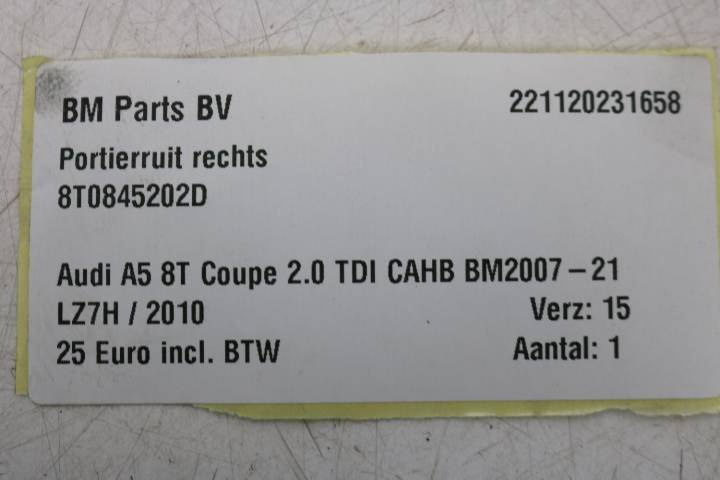 BM Parts BV 221120231658
Portierruit rechts
8T0845202D
Audi A5 8T Coupe 2.0 TDI CAHB BM2007-21
LZ7H / 2010 Verz: 15
25 Euro incl. BTW Aantal: 1